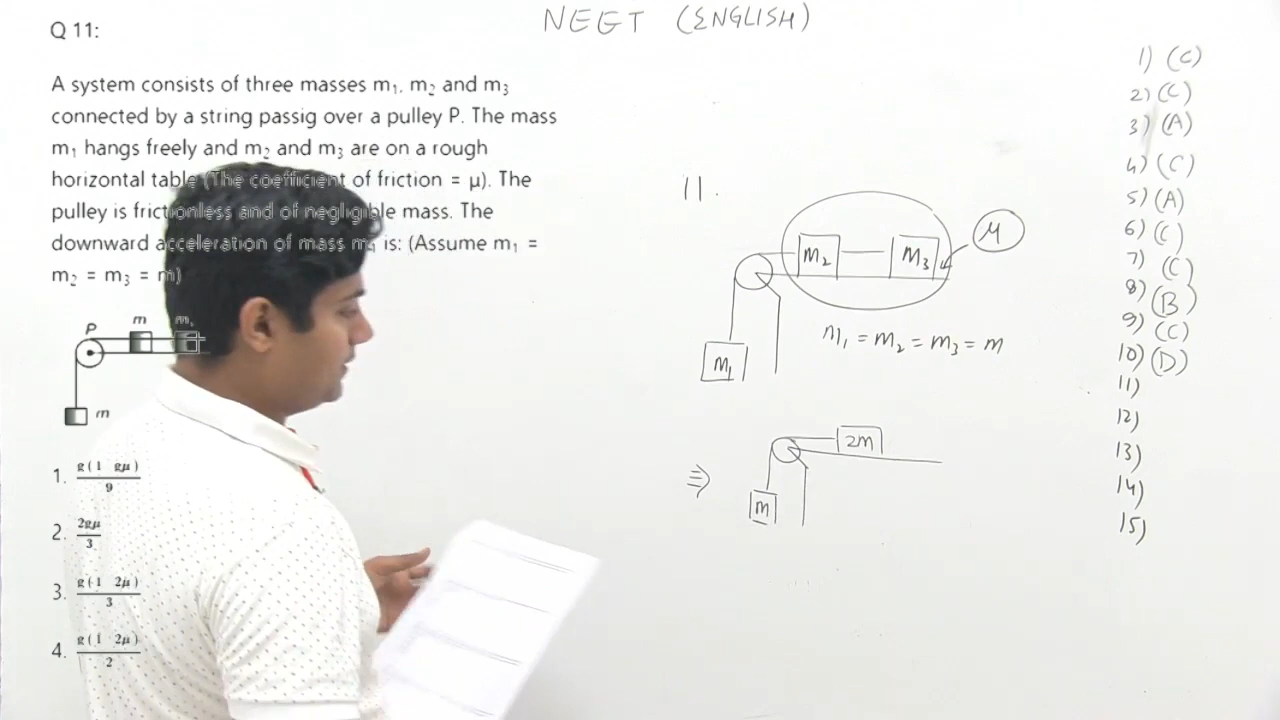 Q 11:
NEET (ENGLISH)
A system consists of three masses m₁, m₂ and m₃
connected by a string passig over a pulley P. The mass
m₁ hangs freely and m₂ and m₃ are on a rough
horizontal table (The coefficient of friction = μ). The
pulley is frictionless and of negligible mass. The
downward acceleration of mass m₁ is: (Assume m₁ =
m₂ = m₃ = m)
P m m,
m
1. g(1 gμ) / 9
2. 2gμ / 3
3. g(1 2μ) / 3
4. g(1 2μ) / 2
11.
m₂ m₃ μ
m₁
m₁ = m₂ = m₃ = m
⇒ 2m
m
1) (C)
2) (C)
3) (A)
4) (C)
5) (A)
6) (C)
7) (C)
8) (B)
9) (C)
10) (D)
11)
12)
13)
14)
15)